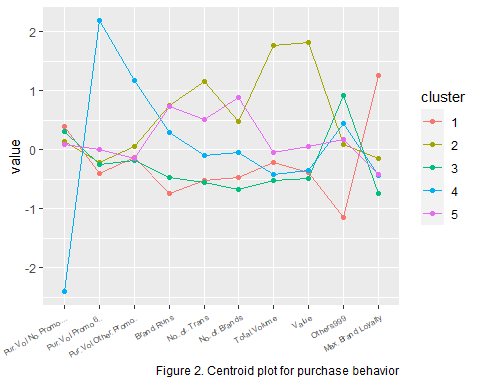 2
1
0
-1
-2
value
Pur Vol No Promo...
Pur Vol Promo 6..
Pur Vol Other Promo..
Brand Runs
No. of. Trans
No. of. Brands
Total Volume
Value
Others999
Max. Brand Loyalty
cluster
1
2
3
4
5
Figure 2. Centroid plot for purchase behavior